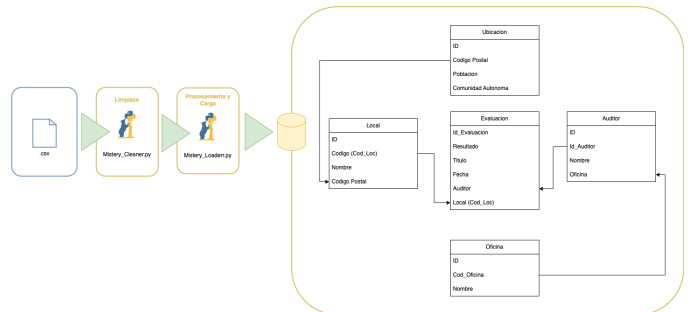 .csv
Limpieza
Mistery_Cleaner.py
Procesamiento y
Carga
Mistery_Loaderr.py
Ubicacion
ID
Codigo Postal
Poblacion
Comunidad Autonoma
Local
ID
Codigo (Cod_Loc)
Nombre
Codigo Postal
Evaluacion
Id_Evaluacion
Resultado
Titulo
Fecha
Auditor
Local (Cod_Loc)
Auditor
ID
Id_Auditor
Nombre
Oficina
Oficina
ID
Cod_Oficina
Nombre